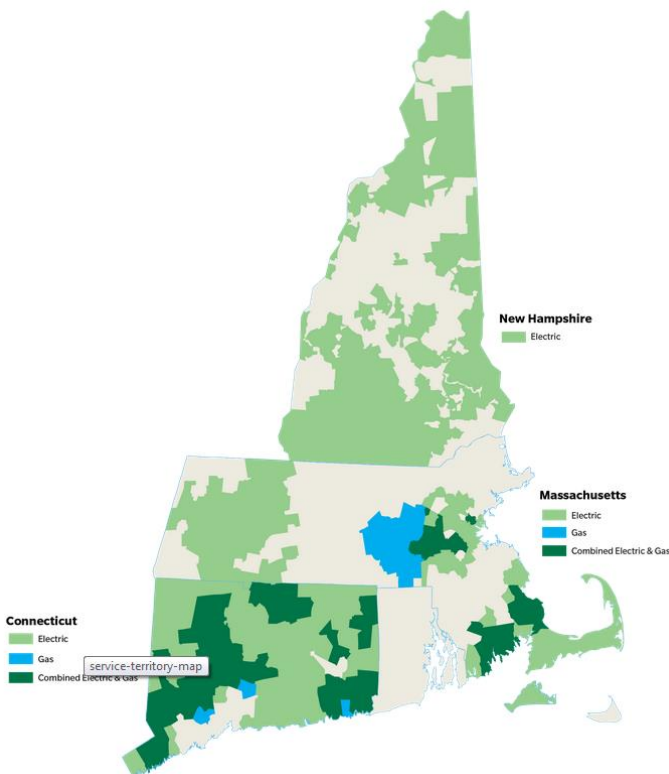 New Hampshire
Electric
Massachusetts
Electric
Gas
Combined Electric & Gas
Connecticut
Electric
Gas
service-territory-map
Combined Electric & Gas